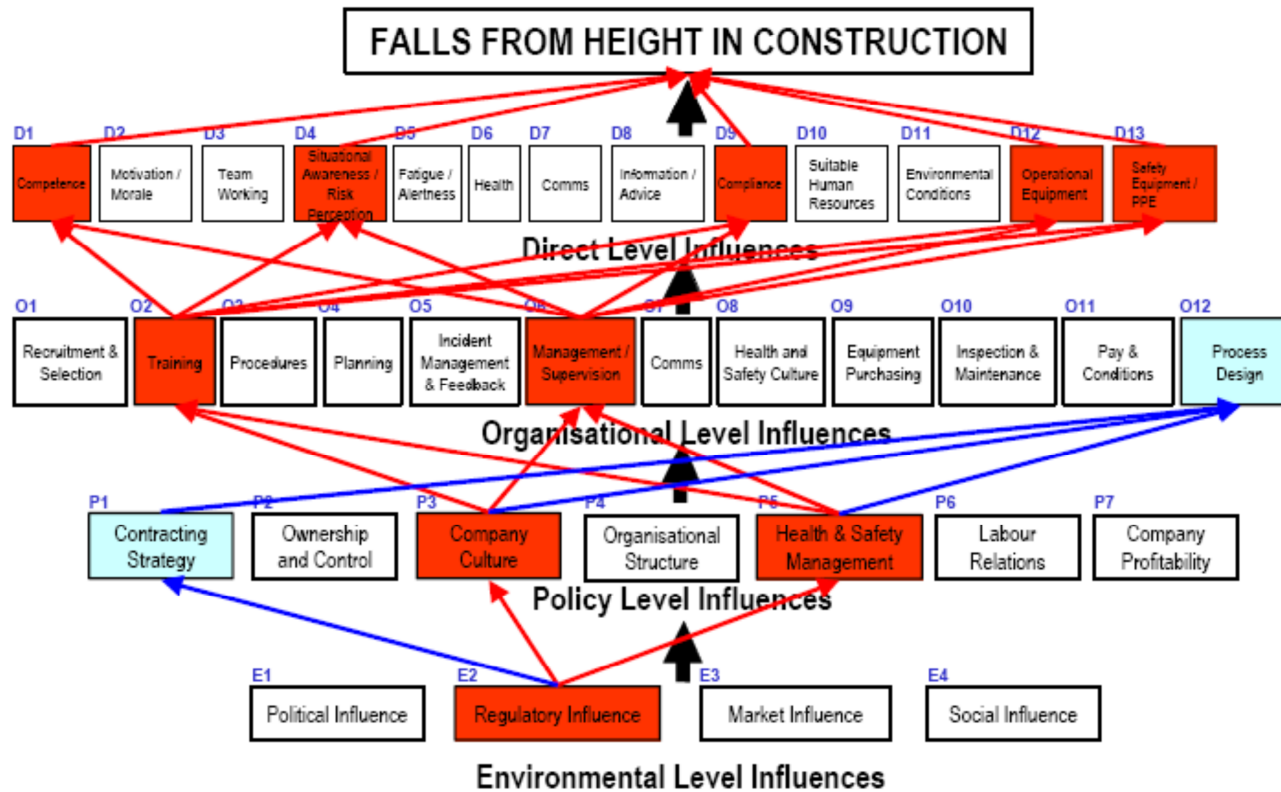 FALLS FROM HEIGHT IN CONSTRUCTION
D1
D2
D3
D4
D5
D6
D7
D8
D9
D10
D11
D12
D13
Competence
Motivation /
Morale
Team
Working
Situational
Awareness /
Risk
Perception
Fatigue /
Alertness
Health
Comms
Information /
Advice
Compliance
Suitable
Human
Resources
Environmental
Conditions
Operational
Equipment
Safety
Equipment /
PPE
Direct Level Influences
O1
O2
O3
O4
O5
O6
O7
O8
O9
O10
O11
O12
Recruitment &
Selection
Training
Procedures
Planning
Incident
Management
& Feedback
Management /
Supervision
Comms
Health and
Safety Culture
Equipment
Purchasing
Inspection &
Maintenance
Pay &
Conditions
Process
Design
Organisational Level Influences
P1
P2
P3
P4
P5
P6
P7
Contracting
Strategy
Ownership
and Control
Company
Culture
Organisational
Structure
Health & Safety
Management
Labour
Relations
Company
Profitability
Policy Level Influences
E1
E2
E3
E4
Political Influence
Regulatory Influence
Market Influence
Social Influence
Environmental Level Influences